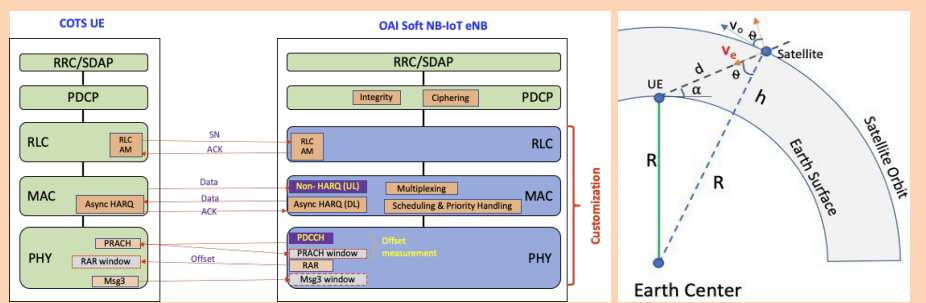 COTS UE
OAI Soft NB-IoT eNB
RRC/SDAP
RRC/SDAP
PDCP
Integrity
Ciphering
PDCP
RLC
RLC
AM
SN
ACK
RLC
AM
RLC
MAC
Async HARQ
Data
Data
ACK
Non- HARQ (UL)
Async HARQ (DL)
Multiplexing
Scheduling & Priority Handling
MAC
PHY
PRACH
RAR window
Msg3
Offset
PDCCH
PRACH window
RAR
Msg3 window
Offset
measurement
PHY
Customization
Vo
θ
Ve
Satellite
d
θ
UE
α
h
R
R
Earth Surface
Satellite Orbit
Earth Center